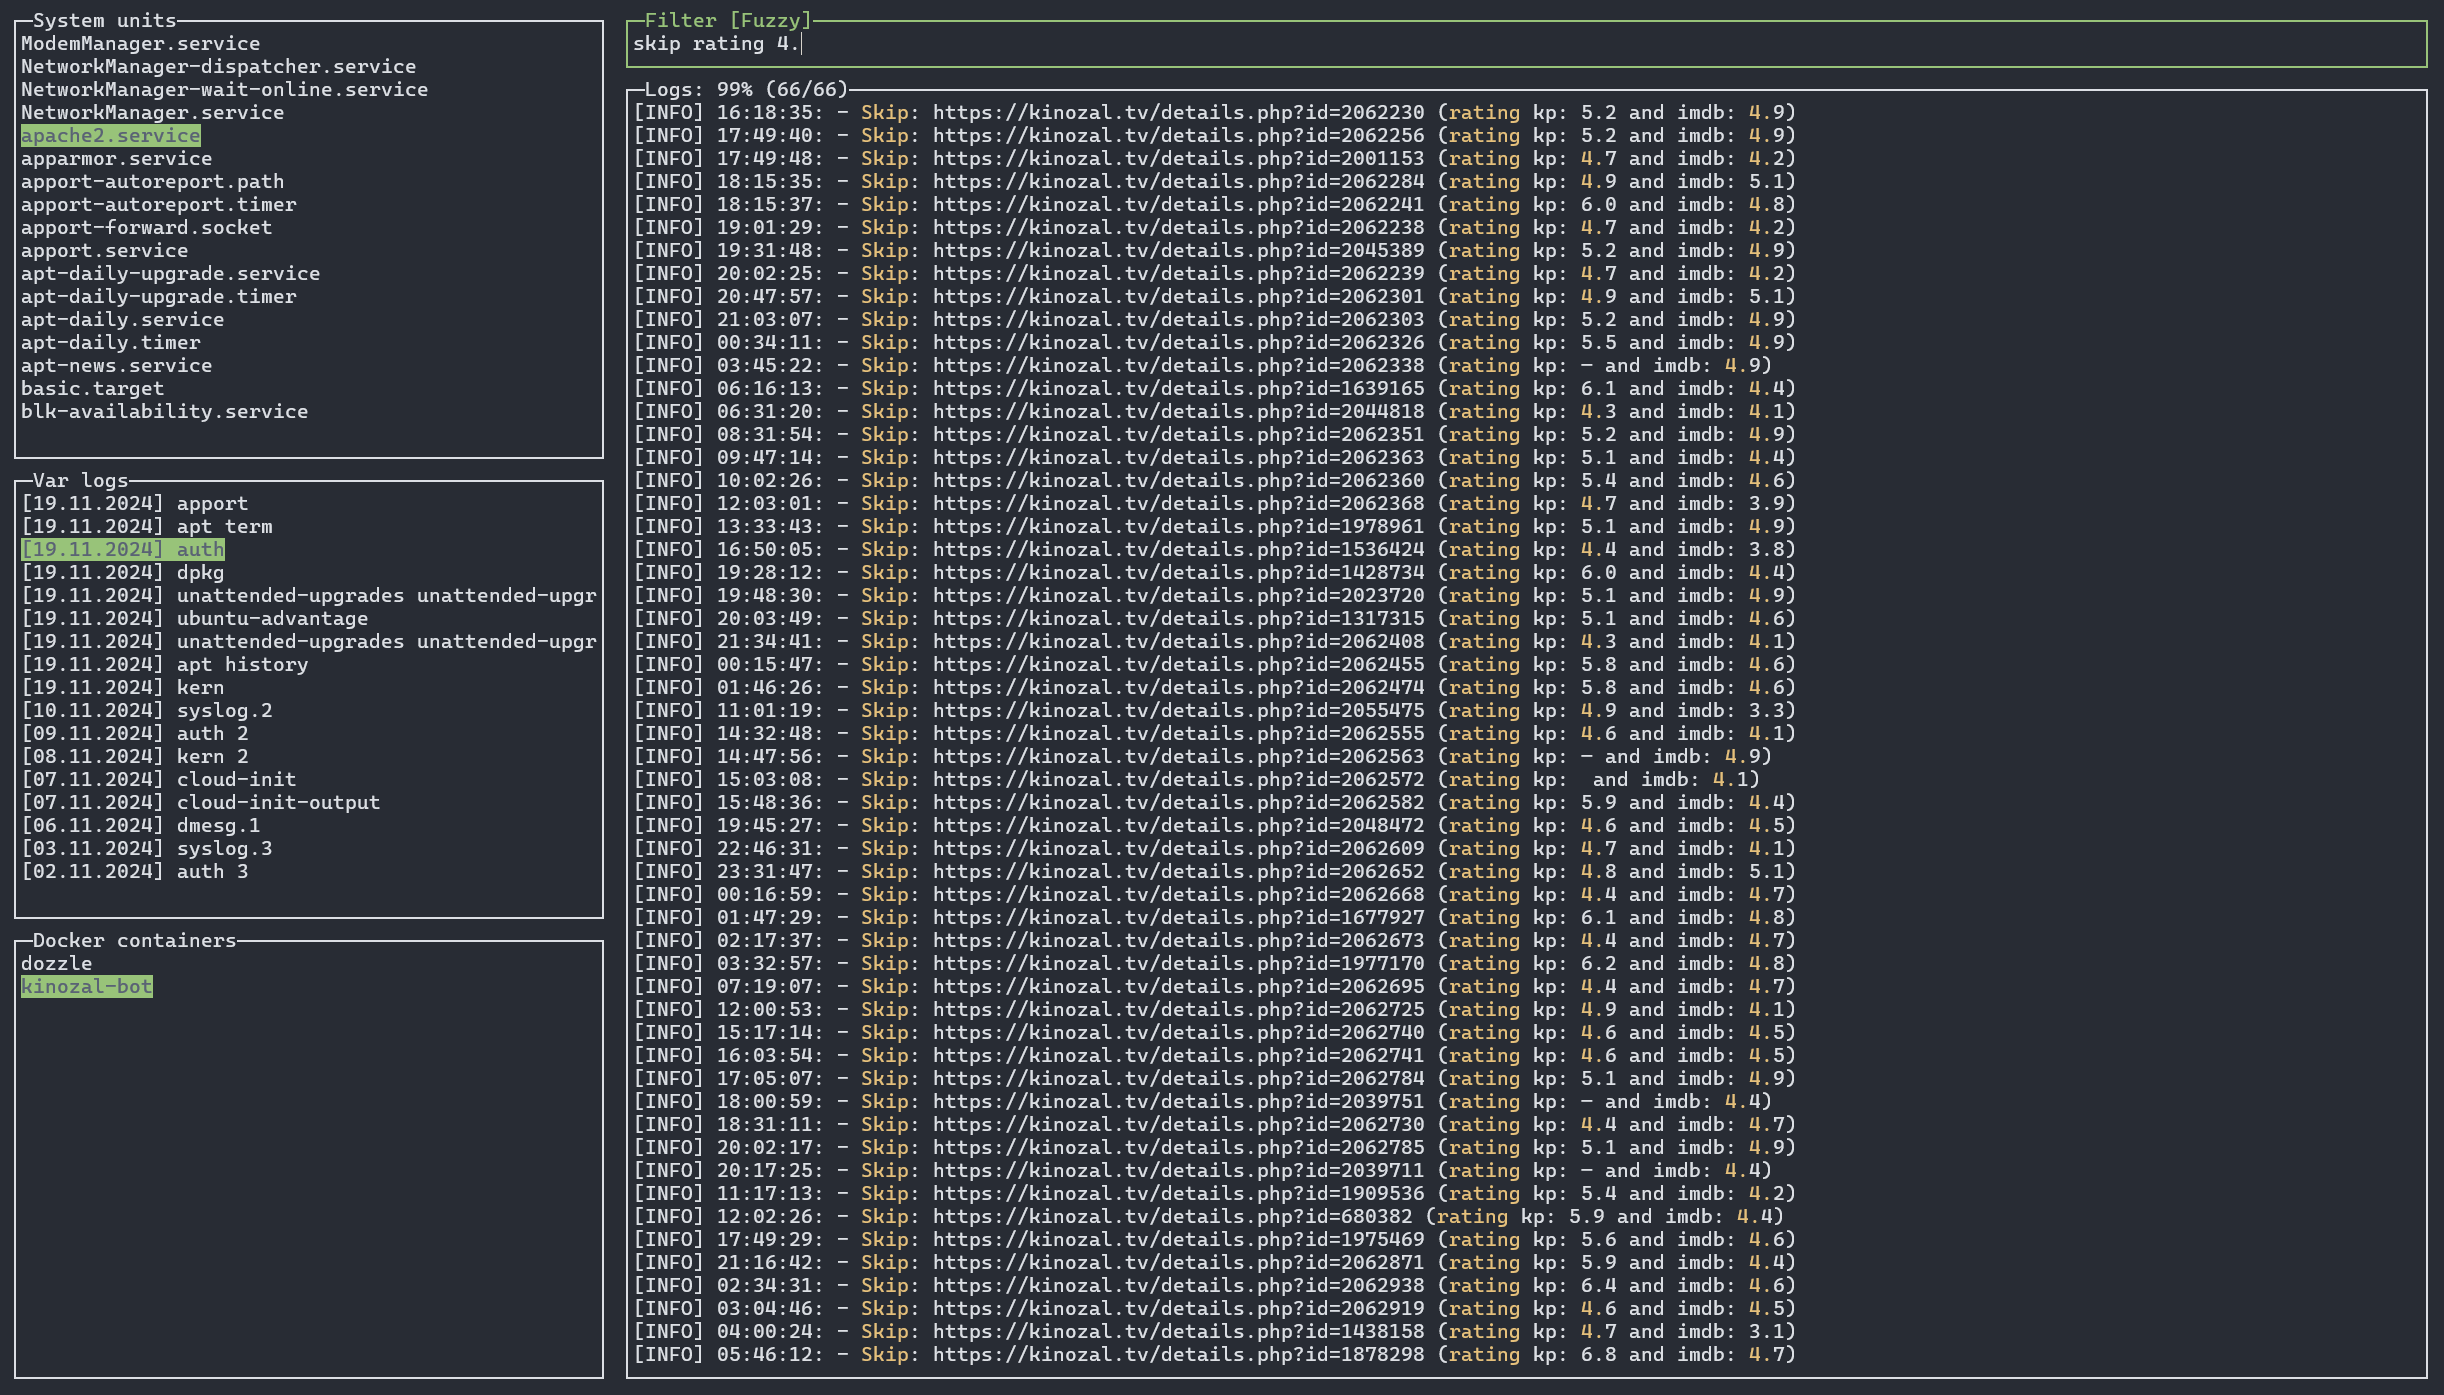 System units
ModemManager.service
NetworkManager-dispatcher.service
NetworkManager-wait-online.service
NetworkManager.service
apache2.service
apparmor.service
apport-autoreport.path
apport-autoreport.timer
apport-forward.socket
apport.service
apt-daily-upgrade.service
apt-daily-upgrade.timer
apt-daily.service
apt-daily.timer
apt-news.service
basic.target
blk-availability.service
Var logs
[19.11.2024] apport
[19.11.2024] apt term
[19.11.2024] auth
[19.11.2024] dpkg
[19.11.2024] unattended-upgrades unattended-upgr
[19.11.2024] ubuntu-advantage
[19.11.2024] unattended-upgrades unattended-upgr
[19.11.2024] apt history
[19.11.2024] kern
[10.11.2024] syslog.2
[09.11.2024] auth 2
[08.11.2024] kern 2
[07.11.2024] cloud-init
[07.11.2024] cloud-init-output
[06.11.2024] dmesg.1
[03.11.2024] syslog.3
[02.11.2024] auth 3
Docker containers
dozzle
kinozal-bot
Filter [Fuzzy]
skip rating 4.
Logs: 99% (66/66)
[INFO] 16:18:35: - Skip: https://kinozal.tv/details.php?id=2062230 (rating kp: 5.2 and imdb: 4.9)
[INFO] 17:49:40: - Skip: https://kinozal.tv/details.php?id=2062256 (rating kp: 5.2 and imdb: 4.9)
[INFO] 17:49:48: - Skip: https://kinozal.tv/details.php?id=2001153 (rating kp: 4.7 and imdb: 4.2)
[INFO] 18:15:35: - Skip: https://kinozal.tv/details.php?id=2062284 (rating kp: 4.9 and imdb: 5.1)
[INFO] 18:15:37: - Skip: https://kinozal.tv/details.php?id=2062241 (rating kp: 6.0 and imdb: 4.8)
[INFO] 19:01:29: - Skip: https://kinozal.tv/details.php?id=2062238 (rating kp: 4.7 and imdb: 4.2)
[INFO] 19:31:48: - Skip: https://kinozal.tv/details.php?id=2045389 (rating kp: 5.2 and imdb: 4.9)
[INFO] 20:02:25: - Skip: https://kinozal.tv/details.php?id=2062239 (rating kp: 4.7 and imdb: 4.2)
[INFO] 20:47:57: - Skip: https://kinozal.tv/details.php?id=2062301 (rating kp: 4.9 and imdb: 5.1)
[INFO] 21:03:07: - Skip: https://kinozal.tv/details.php?id=2062303 (rating kp: 5.2 and imdb: 4.9)
[INFO] 00:34:11: - Skip: https://kinozal.tv/details.php?id=2062326 (rating kp: 5.5 and imdb: 4.9)
[INFO] 03:45:22: - Skip: https://kinozal.tv/details.php?id=2062338 (rating kp: − and imdb: 4.9)
[INFO] 06:16:13: - Skip: https://kinozal.tv/details.php?id=1639165 (rating kp: 6.1 and imdb: 4.4)
[INFO] 06:31:20: - Skip: https://kinozal.tv/details.php?id=2044818 (rating kp: 4.3 and imdb: 4.1)
[INFO] 08:31:54: - Skip: https://kinozal.tv/details.php?id=2062351 (rating kp: 5.2 and imdb: 4.9)
[INFO] 09:47:14: - Skip: https://kinozal.tv/details.php?id=2062363 (rating kp: 5.1 and imdb: 4.4)
[INFO] 10:02:26: - Skip: https://kinozal.tv/details.php?id=2062360 (rating kp: 5.4 and imdb: 4.6)
[INFO] 12:03:01: - Skip: https://kinozal.tv/details.php?id=2062368 (rating kp: 4.7 and imdb: 3.9)
[INFO] 13:33:43: - Skip: https://kinozal.tv/details.php?id=1978961 (rating kp: 5.1 and imdb: 4.9)
[INFO] 16:50:05: - Skip: https://kinozal.tv/details.php?id=1536424 (rating kp: 4.4 and imdb: 3.8)
[INFO] 19:28:12: - Skip: https://kinozal.tv/details.php?id=1428734 (rating kp: 6.0 and imdb: 4.4)
[INFO] 19:48:30: - Skip: https://kinozal.tv/details.php?id=2023720 (rating kp: 5.1 and imdb: 4.9)
[INFO] 20:03:49: - Skip: https://kinozal.tv/details.php?id=1317315 (rating kp: 5.1 and imdb: 4.6)
[INFO] 21:34:41: - Skip: https://kinozal.tv/details.php?id=2062408 (rating kp: 4.3 and imdb: 4.1)
[INFO] 00:15:47: - Skip: https://kinozal.tv/details.php?id=2062455 (rating kp: 5.8 and imdb: 4.6)
[INFO] 01:46:26: - Skip: https://kinozal.tv/details.php?id=2062474 (rating kp: 5.8 and imdb: 4.6)
[INFO] 11:01:19: - Skip: https://kinozal.tv/details.php?id=2055475 (rating kp: 4.9 and imdb: 3.3)
[INFO] 14:32:48: - Skip: https://kinozal.tv/details.php?id=2062555 (rating kp: 4.6 and imdb: 4.1)
[INFO] 14:47:56: - Skip: https://kinozal.tv/details.php?id=2062563 (rating kp: − and imdb: 4.9)
[INFO] 15:03:08: - Skip: https://kinozal.tv/details.php?id=2062572 (rating kp:  and imdb: 4.1)
[INFO] 15:48:36: - Skip: https://kinozal.tv/details.php?id=2062582 (rating kp: 5.9 and imdb: 4.4)
[INFO] 19:45:27: - Skip: https://kinozal.tv/details.php?id=2048472 (rating kp: 4.6 and imdb: 4.5)
[INFO] 22:46:31: - Skip: https://kinozal.tv/details.php?id=2062609 (rating kp: 4.7 and imdb: 4.1)
[INFO] 23:31:47: - Skip: https://kinozal.tv/details.php?id=2062652 (rating kp: 4.8 and imdb: 5.1)
[INFO] 00:16:59: - Skip: https://kinozal.tv/details.php?id=2062668 (rating kp: 4.4 and imdb: 4.7)
[INFO] 01:47:29: - Skip: https://kinozal.tv/details.php?id=1677927 (rating kp: 6.1 and imdb: 4.8)
[INFO] 02:17:37: - Skip: https://kinozal.tv/details.php?id=2062673 (rating kp: 4.4 and imdb: 4.7)
[INFO] 03:32:57: - Skip: https://kinozal.tv/details.php?id=1977170 (rating kp: 6.2 and imdb: 4.8)
[INFO] 07:19:07: - Skip: https://kinozal.tv/details.php?id=2062695 (rating kp: 4.4 and imdb: 4.7)
[INFO] 12:00:53: - Skip: https://kinozal.tv/details.php?id=2062725 (rating kp: 4.9 and imdb: 4.1)
[INFO] 15:17:14: - Skip: https://kinozal.tv/details.php?id=2062740 (rating kp: 4.6 and imdb: 4.5)
[INFO] 16:03:54: - Skip: https://kinozal.tv/details.php?id=2062741 (rating kp: 4.6 and imdb: 4.5)
[INFO] 17:05:07: - Skip: https://kinozal.tv/details.php?id=2062784 (rating kp: 5.1 and imdb: 4.9)
[INFO] 18:00:59: - Skip: https://kinozal.tv/details.php?id=2039751 (rating kp: − and imdb: 4.4)
[INFO] 18:31:11: - Skip: https://kinozal.tv/details.php?id=2062730 (rating kp: 4.4 and imdb: 4.7)
[INFO] 20:02:17: - Skip: https://kinozal.tv/details.php?id=2062785 (rating kp: 5.1 and imdb: 4.9)
[INFO] 20:17:25: - Skip: https://kinozal.tv/details.php?id=2039711 (rating kp: − and imdb: 4.4)
[INFO] 11:17:13: - Skip: https://kinozal.tv/details.php?id=1909536 (rating kp: 5.4 and imdb: 4.2)
[INFO] 12:02:26: - Skip: https://kinozal.tv/details.php?id=680382 (rating kp: 5.9 and imdb: 4.4)
[INFO] 17:49:29: - Skip: https://kinozal.tv/details.php?id=1975469 (rating kp: 5.6 and imdb: 4.6)
[INFO] 21:16:42: - Skip: https://kinozal.tv/details.php?id=2062871 (rating kp: 5.9 and imdb: 4.4)
[INFO] 02:34:31: - Skip: https://kinozal.tv/details.php?id=2062938 (rating kp: 6.4 and imdb: 4.6)
[INFO] 03:04:46: - Skip: https://kinozal.tv/details.php?id=2062919 (rating kp: 4.6 and imdb: 4.5)
[INFO] 04:00:24: - Skip: https://kinozal.tv/details.php?id=1438158 (rating kp: 4.7 and imdb: 3.1)
[INFO] 05:46:12: - Skip: https://kinozal.tv/details.php?id=1878298 (rating kp: 6.8 and imdb: 4.7)